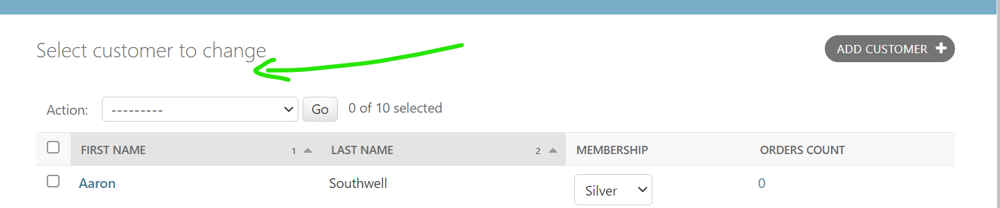 Select customer to change
ADD CUSTOMER +
Action: --------- Go 0 of 10 selected
FIRST NAME 1 LAST NAME 2 MEMBERSHIP ORDERS COUNT
Aaron Southwell Silver 0